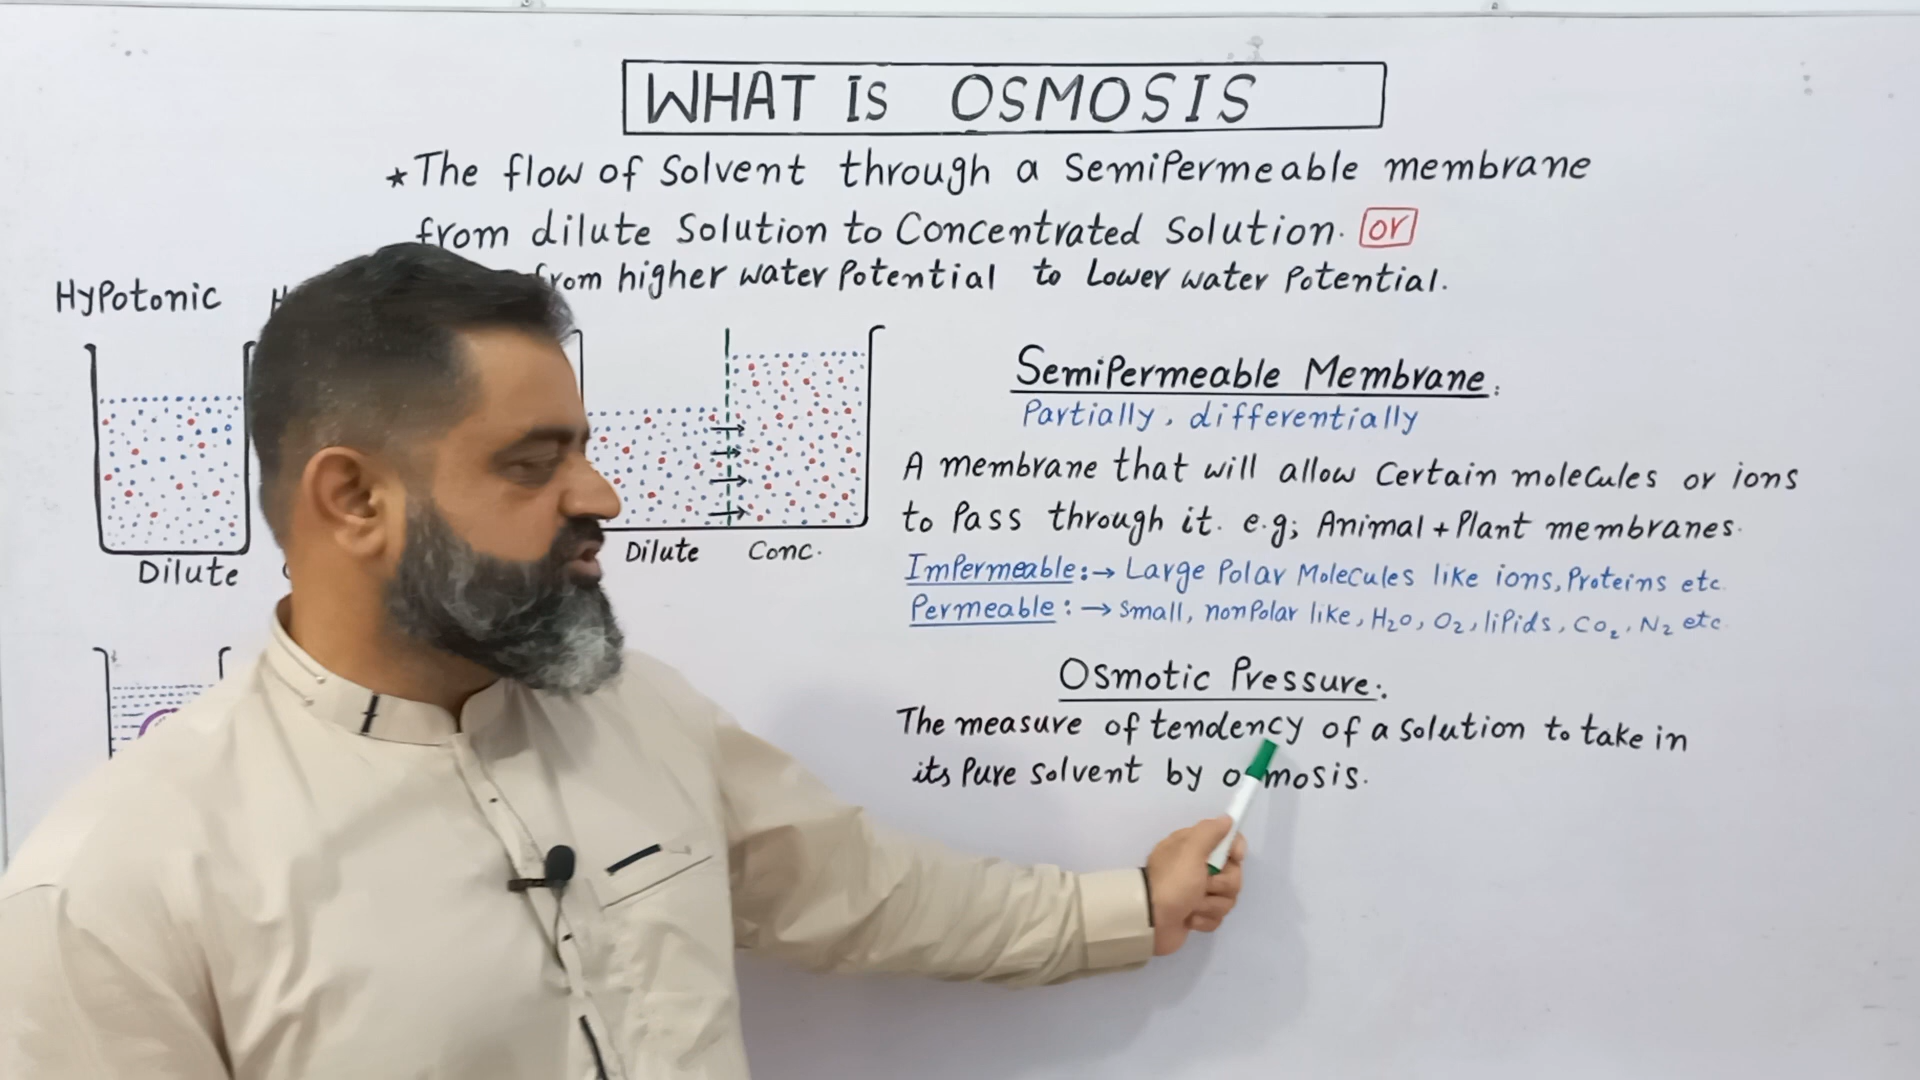 WHAT IS OSMOSIS
★ The flow of Solvent through a SemiPermeable membrane
from dilute Solution to Concentrated Solution. or
from higher water Potential to Lower water Potential.
HyPotonic
Dilute
Dilute Conc.
SemiPermeable Membrane:
Partially, differentially
A membrane that will allow Certain molecules or ions
to Pass through it. e.g; Animal + Plant membranes.
ImPermeable:→ Large Polar Molecules like ions, Proteins etc.
Permeable:→ Small, nonPolar like, H₂O, O₂, liPids, CO₂, N₂ etc
Osmotic Pressure:
The measure of tendency of a Solution to take in
its Pure Solvent by osmosis.